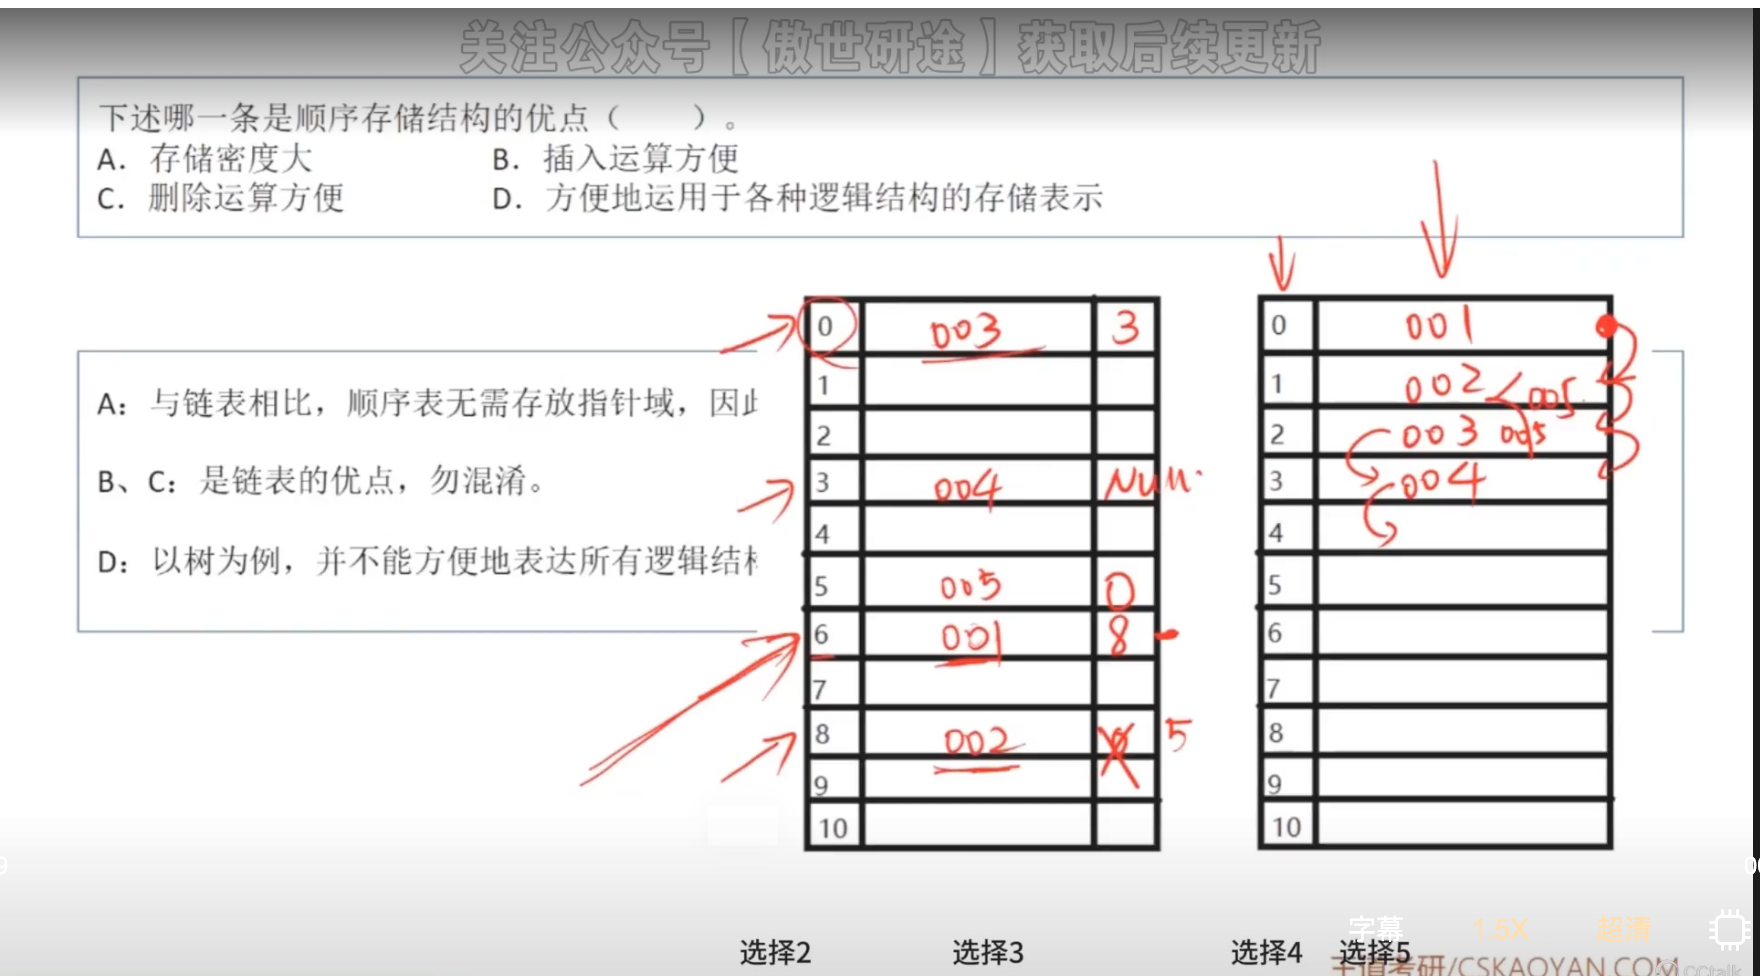 关注公众号【傲世研途】获取后续更新
下述哪一条是顺序存储结构的优点（ ）。
A．存储密度大 B．插入运算方便
C．删除运算方便 D．方便地运用于各种逻辑结构的存储表示
A：与链表相比，顺序表无需存放指针域，因此
B、C：是链表的优点，勿混淆。
D：以树为例，并不能方便地表达所有逻辑结构
0 003 3
1
2
3 004 Null
4
5 005 0
6 001 8
7
8 002 5
9
10
0 001
1 002 005
2 003 005
3 004
4
5
6
7
8
9
10
字幕 1.5X 超清
选择2 选择3 选择4 选择5
王道考研/CSKAOYAN.COM
CCtalk